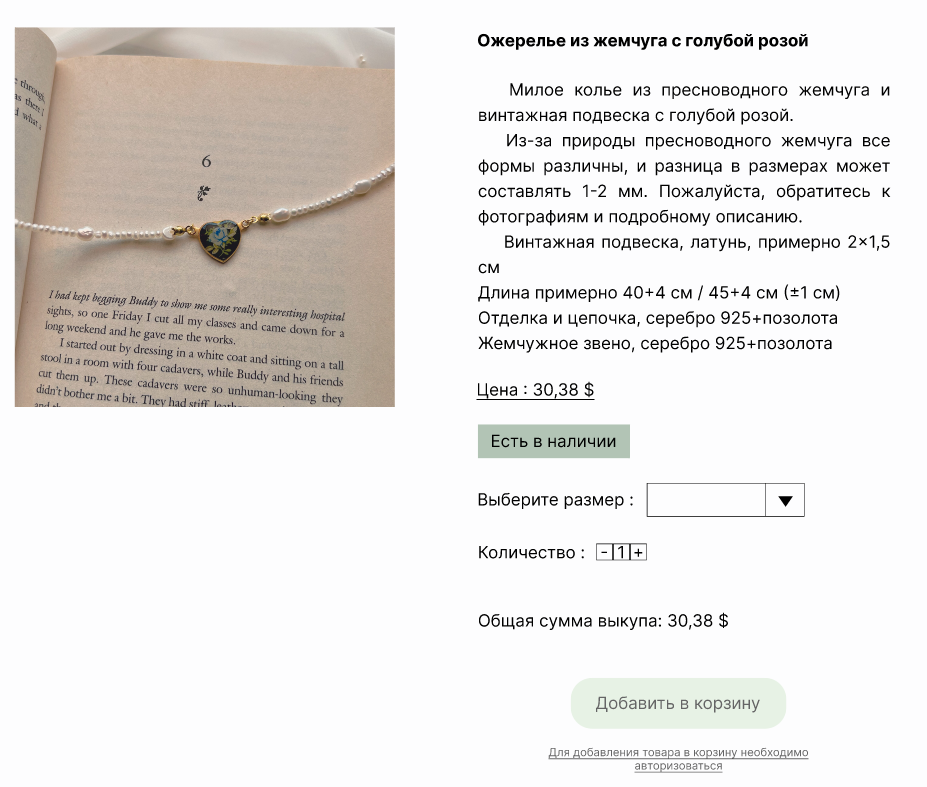 e through,
as there I
d what a
6
I had kept begging Buddy to show me some really interesting hospital
sights, so one Friday I cut all my classes and came down for a
long weekend and he gave me the works.
I started out by dressing in a white coat and sitting on a tall
stool in a room with four cadavers, while Buddy and his friends
cut them up. These cadavers were so unhuman-looking they
didn't bother me a bit. They had stiff,
Ожерелье из жемчуга с голубой розой
Милое колье из пресноводного жемчуга и
винтажная подвеска с голубой розой.
Из-за природы пресноводного жемчуга все
формы различны, и разница в размерах может
составлять 1-2 мм. Пожалуйста, обратитесь к
фотографиям и подробному описанию.
Винтажная подвеска, латунь, примерно 2×1,5
см
Длина примерно 40+4 см / 45+4 см (±1 см)
Отделка и цепочка, серебро 925+позолота
Жемчужное звено, серебро 925+позолота
Цена : 30,38 $
Есть в наличии
Выберите размер :
Количество : - 1 +
Общая сумма выкупа: 30,38 $
Добавить в корзину
Для добавления товара в корзину необходимо
авторизоваться